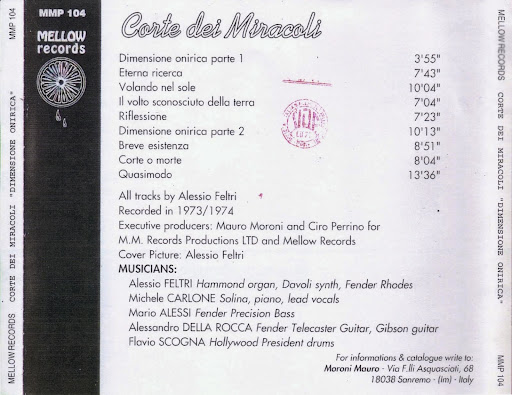 MMP 104
MELLOW
records
Corte dei Miracoli
Dimensione onirica parte 1 3'55"
Eterna ricerca 7'43"
Volando nel sole 10'04"
Il volto sconosciuto della terra 7'04"
Riflessione 7'23"
Dimensione onirica parte 2 10'13"
Breve esistenza 8'51"
Corte o morte 8'04"
Quasimodo 13'36"
All tracks by Alessio Feltri
Recorded in 1973/1974
Executive producers: Mauro Moroni and Ciro Perrino for
M.M. Records Productions LTD and Mellow Records
Cover Picture: Alessio Feltri
MUSICIANS:
Alessio FELTRI Hammond organ, Davoli synth, Fender Rhodes
Michele CARLONE Solina, piano, lead vocals
Mario ALESSI Fender Precision Bass
Alessandro DELLA ROCCA Fender Telecaster Guitar, Gibson guitar
Flavio SCOGNA Hollywood President drums
For informations & catalogue write to:
Moroni Mauro - Via F.lli Asquasciati, 68
18038 Sanremo - (im) - Italy
MELLOW RECORDS CORTE DEI MIRACOLI "DIMENSIONE ONIRICA" MMP 104
MELLOW RECORDS CORTE DEI MIRACOLI "DIMENSIONE ONIRICA" MMP 104